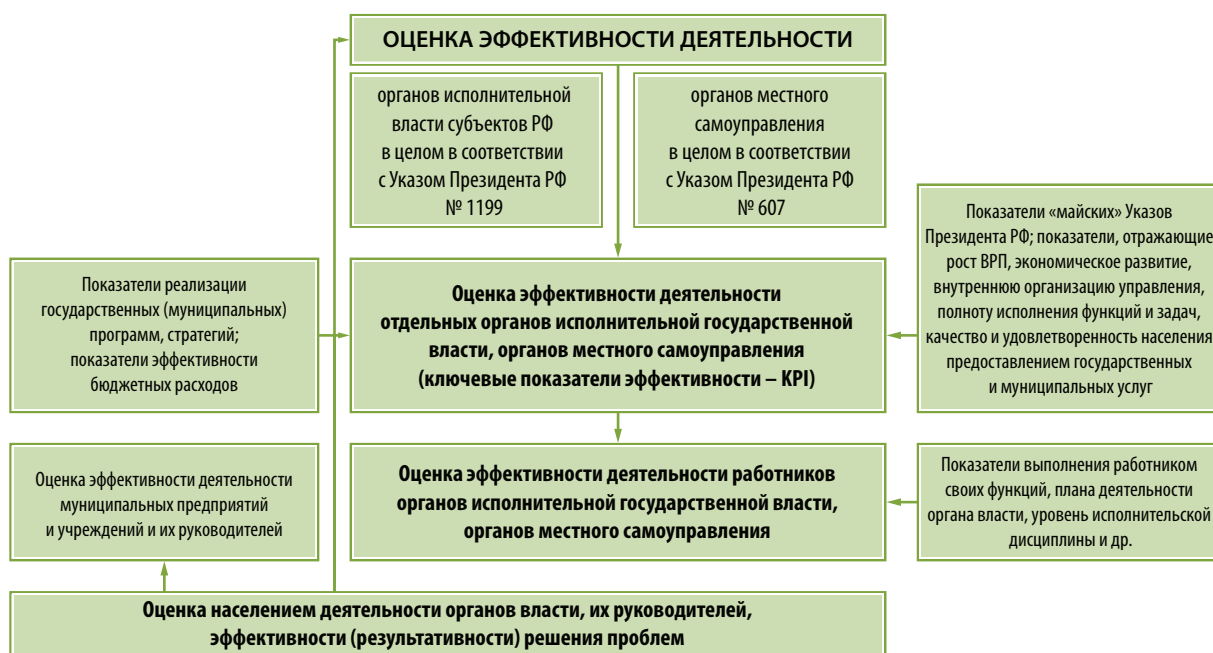 ОЦЕНКА ЭФФЕКТИВНОСТИ ДЕЯТЕЛЬНОСТИ
органов исполнительной
власти субъектов РФ
в целом в соответствии
с Указом Президента РФ
№ 1199
органов местного
самоуправления
в целом в соответствии
с Указом Президента РФ
№ 607
Показатели «майских» Указов
Президента РФ; показатели, отражающие
рост ВРП, экономическое развитие,
внутреннюю организацию управления,
полноту исполнения функций и задач,
качество и удовлетворенность населения
предоставлением государственных
и муниципальных услуг
Показатели реализации
государственных (муниципальных)
программ, стратегий;
показатели эффективности
бюджетных расходов
Оценка эффективности деятельности
отдельных органов исполнительной государственной
власти, органов местного самоуправления
(ключевые показатели эффективности – KPI)
Оценка эффективности деятельности
муниципальных предприятий
и учреждений и их руководителей
Оценка эффективности деятельности работников
органов исполнительной государственной власти,
органов местного самоуправления
Показатели выполнения работником
своих функций, плана деятельности
органа власти, уровень исполнительской
дисциплины и др.
Оценка населением деятельности органов власти, их руководителей,
эффективности (результативности) решения проблем